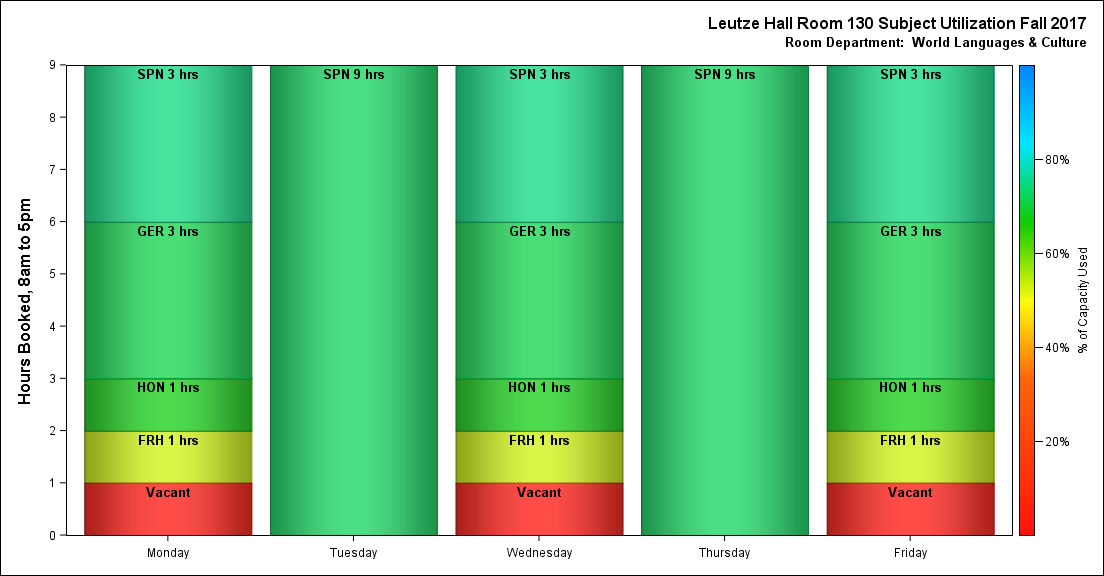 Leutze Hall Room 130 Subject Utilization Fall 2017
Room Department: World Languages & Culture
Hours Booked, 8am to 5pm
9
8
7
6
5
4
3
2
1
0
SPN 3 hrs
GER 3 hrs
HON 1 hrs
FRH 1 hrs
Vacant
SPN 9 hrs
SPN 3 hrs
GER 3 hrs
HON 1 hrs
FRH 1 hrs
Vacant
SPN 9 hrs
SPN 3 hrs
GER 3 hrs
HON 1 hrs
FRH 1 hrs
Vacant
Monday
Tuesday
Wednesday
Thursday
Friday
80%
60%
40%
20%
% of Capacity Used